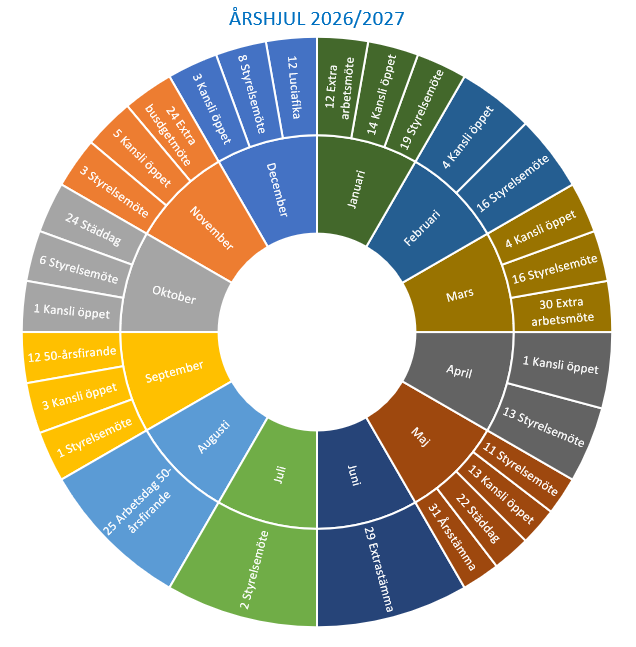 ÅRSHJUL 2026/2027
Januari
12 Extra
arbetsmöte
14 Kansli öppet
19 Styrelsemöte
Februari
4 Kansli öppet
16 Styrelsemöte
Mars
4 Kansli öppet
16 Styrelsemöte
30 Extra
arbetsmöte
April
1 Kansli öppet
13 Styrelsemöte
Maj
11 Styrelsemöte
13 Kansli öppet
22 Städdag
31 Årsstämma
Juni
29 Extrastämma
Juli
2 Styrelsemöte
Augusti
25 Arbetsdag 50-
årsfirande
September
1 Styrelsemöte
3 Kansli öppet
12 50-årsfirande
Oktober
1 Kansli öppet
6 Styrelsemöte
24 Städdag
November
3 Styrelsemöte
5 Kansli öppet
24 Extra
busdgetmöte
December
3 Kansli öppet
8 Styrelsemöte
12 Luciafika